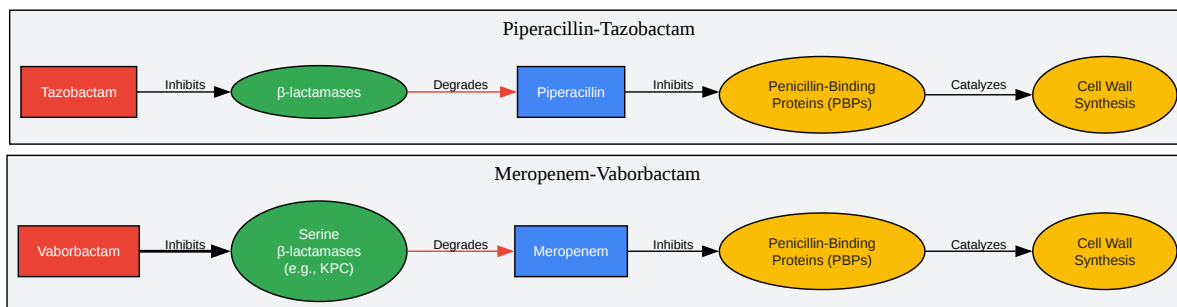 Piperacillin-Tazobactam
Tazobactam
Inhibits
β-lactamases
Degrades
Piperacillin
Inhibits
Penicillin-Binding
Proteins (PBPs)
Catalyzes
Cell Wall
Synthesis
Meropenem-Vaborbactam
Vaborbactam
Inhibits
Serine
β-lactamases
(e.g., KPC)
Degrades
Meropenem
Inhibits
Penicillin-Binding
Proteins (PBPs)
Catalyzes
Cell Wall
Synthesis